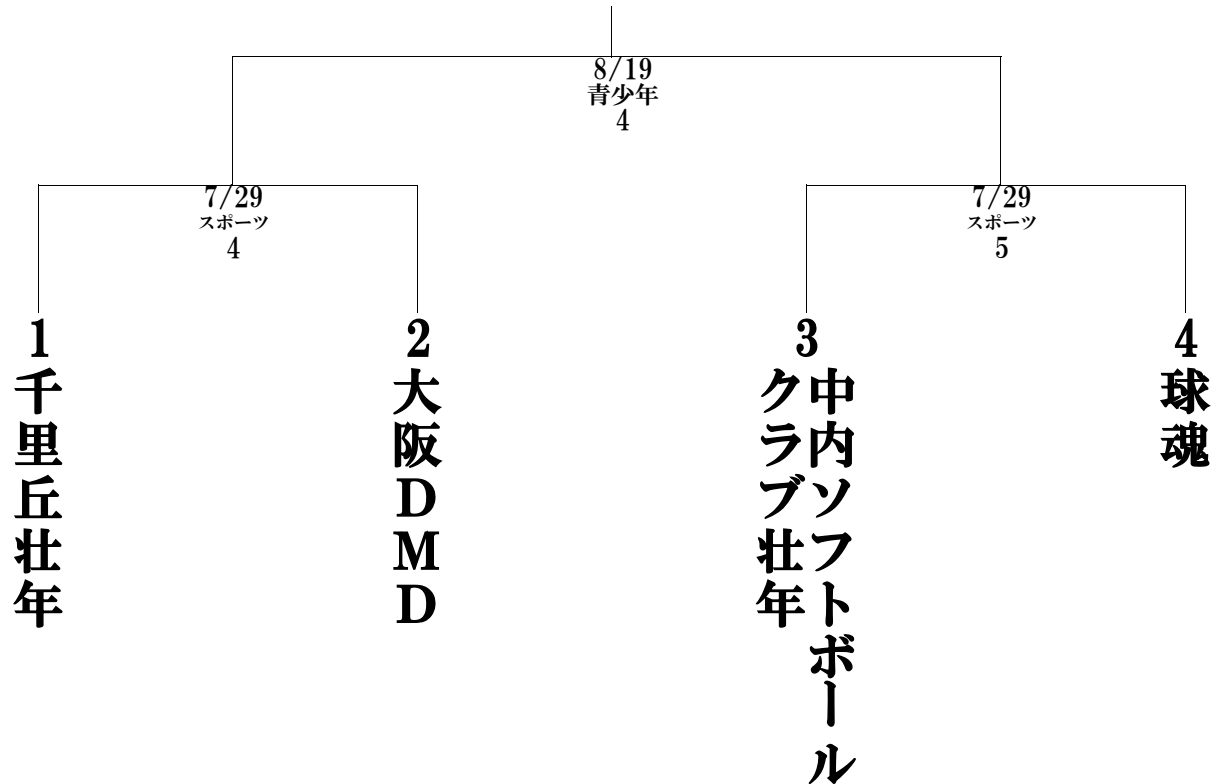 8/19
青少年
4
7/29
スポーツ
4
7/29
スポーツ
5
1
千里丘壮年
2
大阪DMD
3
中内ソフトボール
クラブ壮年
4
球魂